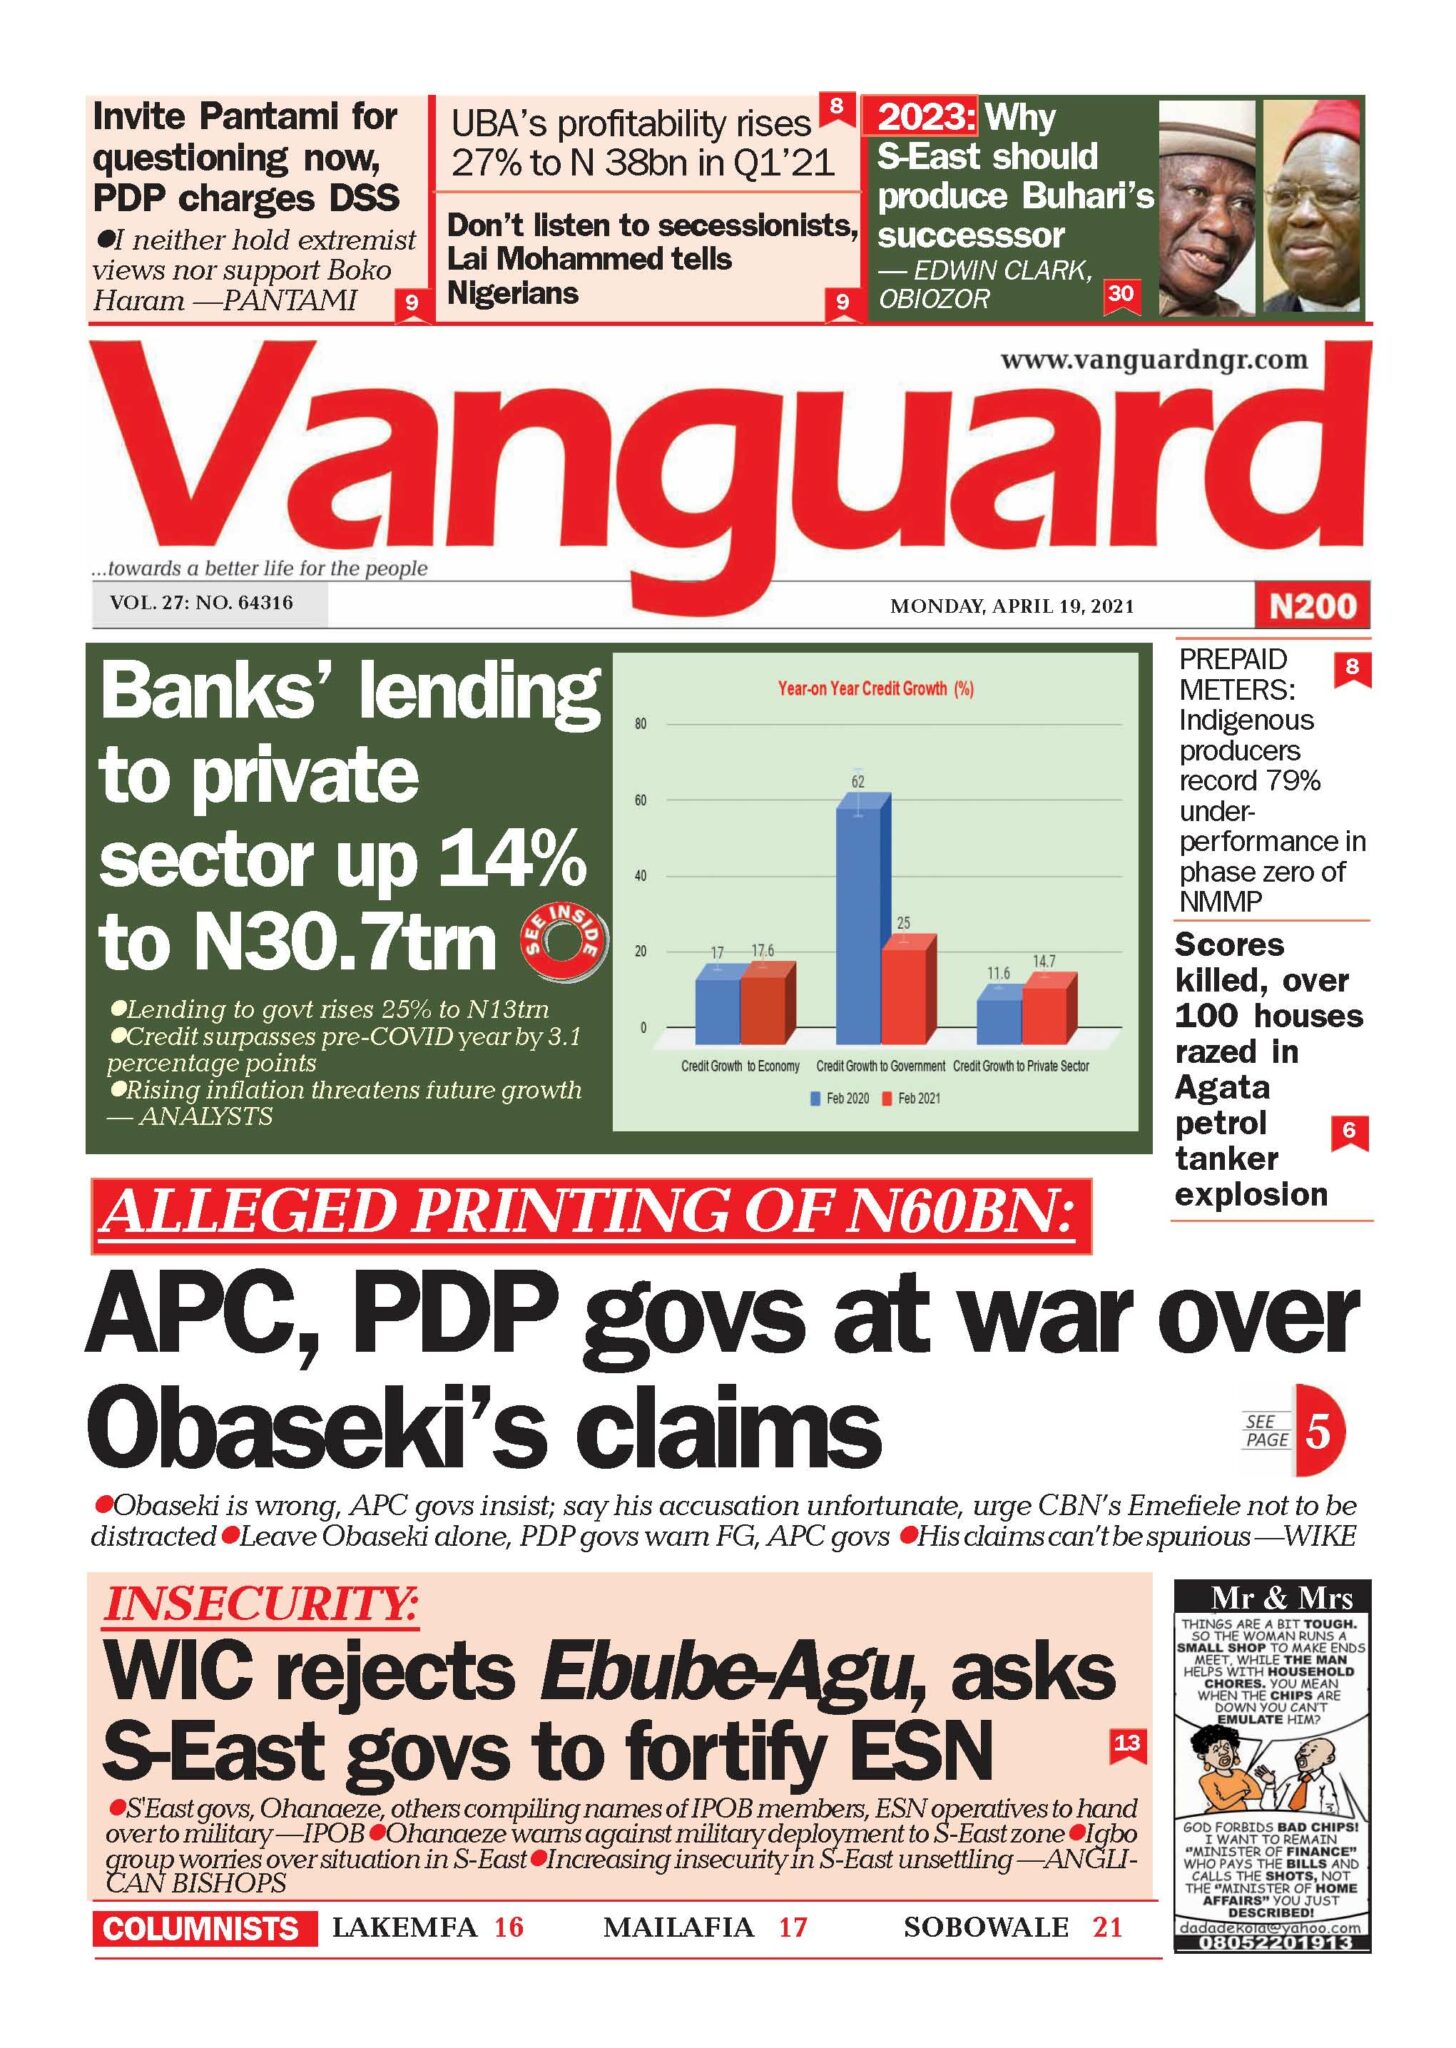 Invite Pantami for
questioning now,
PDP charges DSS
●I neither hold extremist
views nor support Boko
Haram —PANTAMI
9
UBA's profitability rises
27% to N 38bn in Q1'21
8
Don't listen to secessionists,
Lai Mohammed tells
Nigerians
9
2023: Why
S-East should
produce Buhari's
successsor
— EDWIN CLARK,
OBIOZOR
30
www.vanguardngr.com
Vanguard
...towards a better life for the people
VOL. 27: NO. 64316
MONDAY, APRIL 19, 2021
N200
Banks' lending
to private
sector up 14%
to N30.7trn
SEE INSIDE
●Lending to govt rises 25% to N13trn
●Credit surpasses pre-COVID year by 3.1
percentage points
●Rising inflation threatens future growth
— ANALYSTS
Year-on Year Credit Growth (%)
80
60
40
20
0
17
17.6
62
25
11.6
14.7
Credit Growth to Economy
Credit Growth to Government
Credit Growth to Private Sector
Feb 2020
Feb 2021
PREPAID
METERS:
Indigenous
producers
record 79%
under-
performance in
phase zero of
NMMP
8
Scores
killed, over
100 houses
razed in
Agata
petrol
tanker
explosion
6
ALLEGED PRINTING OF N60BN:
APC, PDP govs at war over
Obaseki's claims
SEE
PAGE
5
●Obaseki is wrong, APC govs insist; say his accusation unfortunate, urge CBN's Emefiele not to be
distracted ●Leave Obaseki alone, PDP govs warn FG, APC govs ●His claims can't be spurious —WIKE
INSECURITY:
WIC rejects Ebube-Agu, asks
S-East govs to fortify ESN
13
●S'East govs, Ohanaeze, others compiling names of IPOB members, ESN operatives to hand
over to military —IPOB ●Ohanaeze warns against military deployment to S-East zone ●Igbo
group worries over situation in S-East ●Increasing insecurity in S-East unsettling —ANGLI-
CAN BISHOPS
COLUMNISTS
LAKEMFA 16
MAILAFIA 17
SOBOWALE 21
Mr & Mrs
THINGS ARE A BIT TOUGH.
SO THE WOMAN RUNS A
SMALL SHOP TO MAKE ENDS
MEET, WHILE THE MAN
HELPS WITH HOUSEHOLD
CHORES. YOU MEAN
WHEN THE CHIPS ARE
DOWN YOU CAN'T
EMULATE HIM?
GOD FORBIDS BAD CHIPS!
I WANT TO REMAIN
"MINISTER OF FINANCE"
WHO PAYS THE BILLS AND
CALLS THE SHOTS, NOT
THE "MINISTER OF HOME
AFFAIRS" YOU JUST
DESCRIBED!
dadadekola@yahoo.com
08052201913